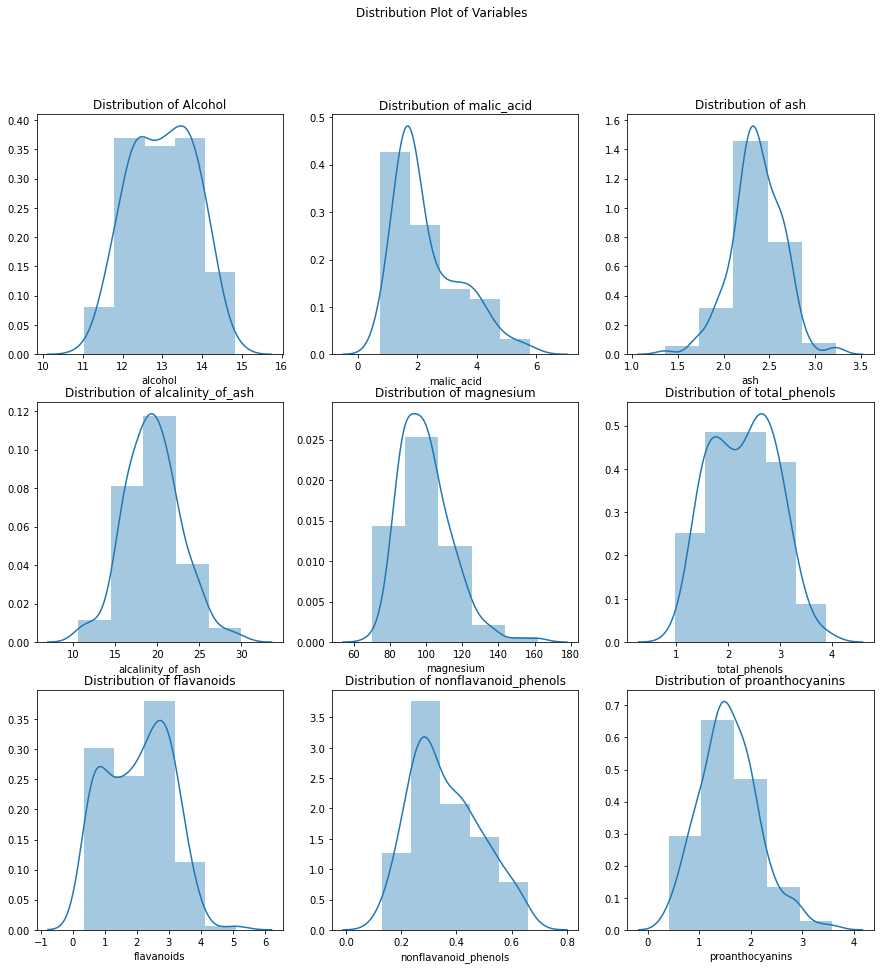 Distribution Plot of Variables
Distribution of Alcohol
0.40
0.35
0.30
0.25
0.20
0.15
0.10
0.05
0.00
10 11 12 13 14 15 16
alcohol
Distribution of malic_acid
0.5
0.4
0.3
0.2
0.1
0.0
0 2 4 6
malic_acid
Distribution of ash
1.6
1.4
1.2
1.0
0.8
0.6
0.4
0.2
0.0
1.0 1.5 2.0 2.5 3.0 3.5
ash
Distribution of alcalinity_of_ash
0.12
0.10
0.08
0.06
0.04
0.02
0.00
10 15 20 25 30
alcalinity_of_ash
Distribution of magnesium
0.025
0.020
0.015
0.010
0.005
0.000
60 80 100 120 140 160 180
magnesium
Distribution of total_phenols
0.5
0.4
0.3
0.2
0.1
0.0
1 2 3 4
total_phenols
Distribution of flavanoids
0.35
0.30
0.25
0.20
0.15
0.10
0.05
0.00
−1 0 1 2 3 4 5 6
flavanoids
Distribution of nonflavanoid_phenols
3.5
3.0
2.5
2.0
1.5
1.0
0.5
0.0
0.0 0.2 0.4 0.6 0.8
nonflavanoid_phenols
Distribution of proanthocyanins
0.7
0.6
0.5
0.4
0.3
0.2
0.1
0.0
0 1 2 3 4
proanthocyanins